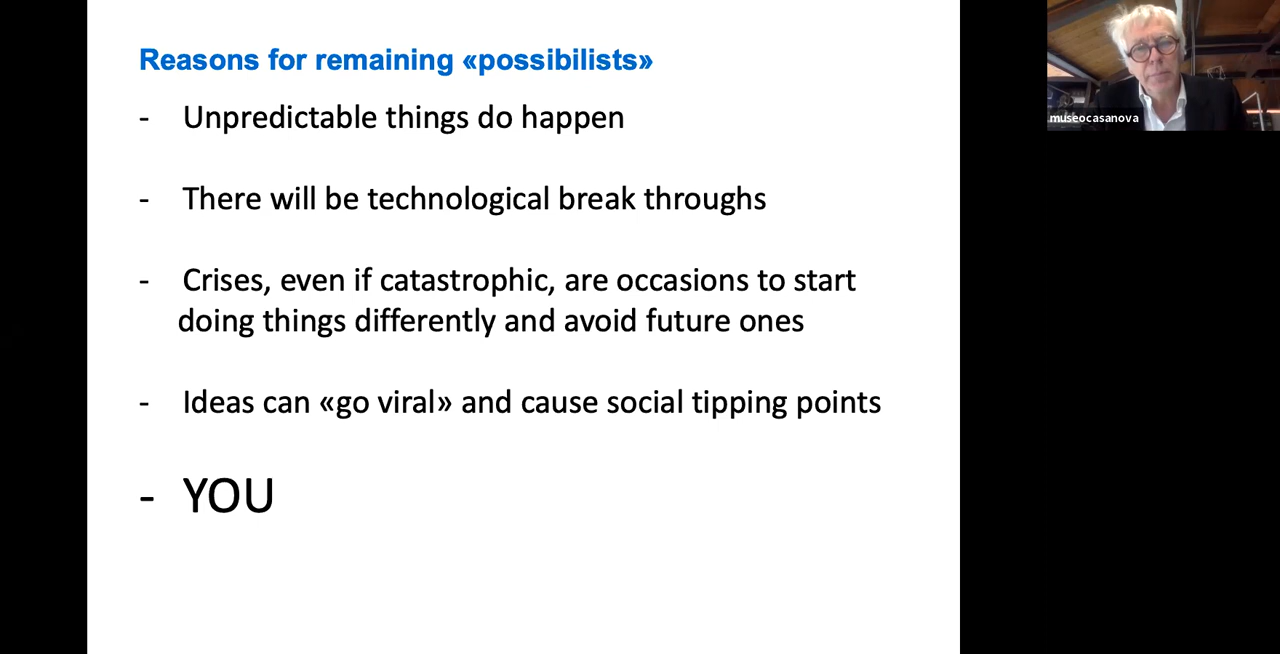 Reasons for remaining «possibilists»
- Unpredictable things do happen
- There will be technological break throughs
- Crises, even if catastrophic, are occasions to start
doing things differently and avoid future ones
- Ideas can «go viral» and cause social tipping points
- YOU
museocasanova